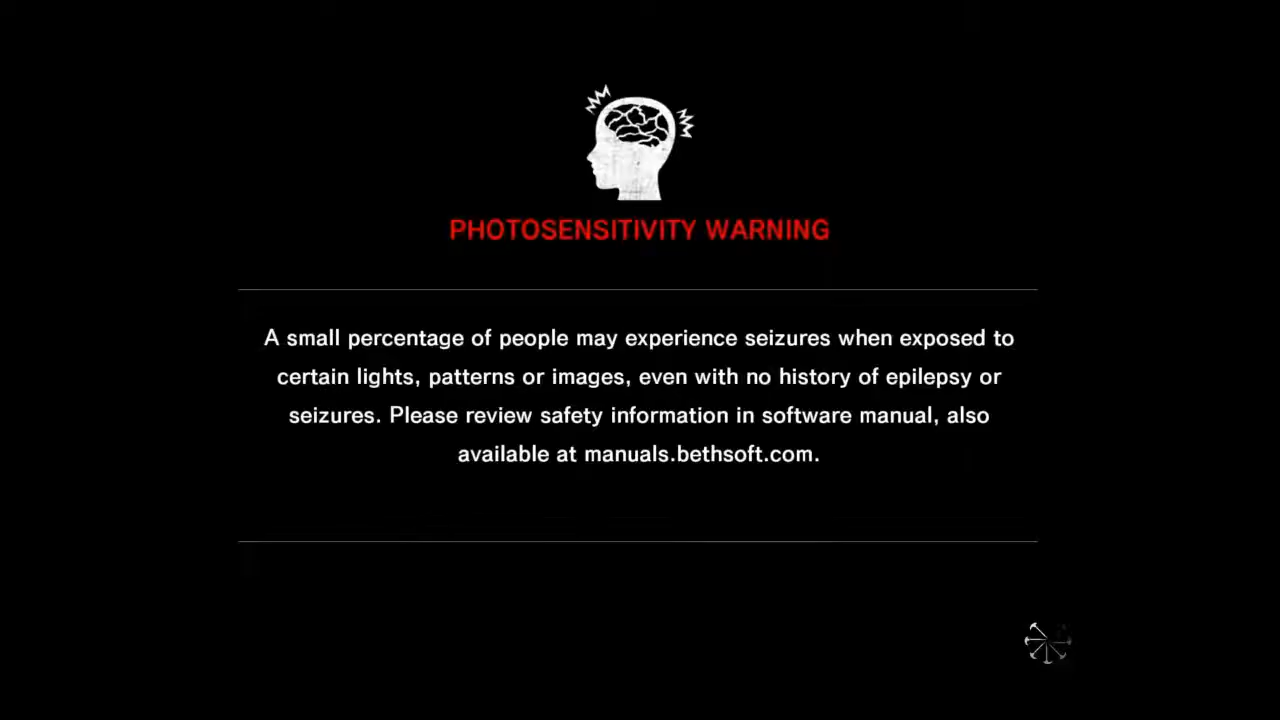 PHOTOSENSITIVITY WARNING
A small percentage of people may experience seizures when exposed to
certain lights, patterns or images, even with no history of epilepsy or
seizures. Please review safety information in software manual, also
available at manuals.bethsoft.com.